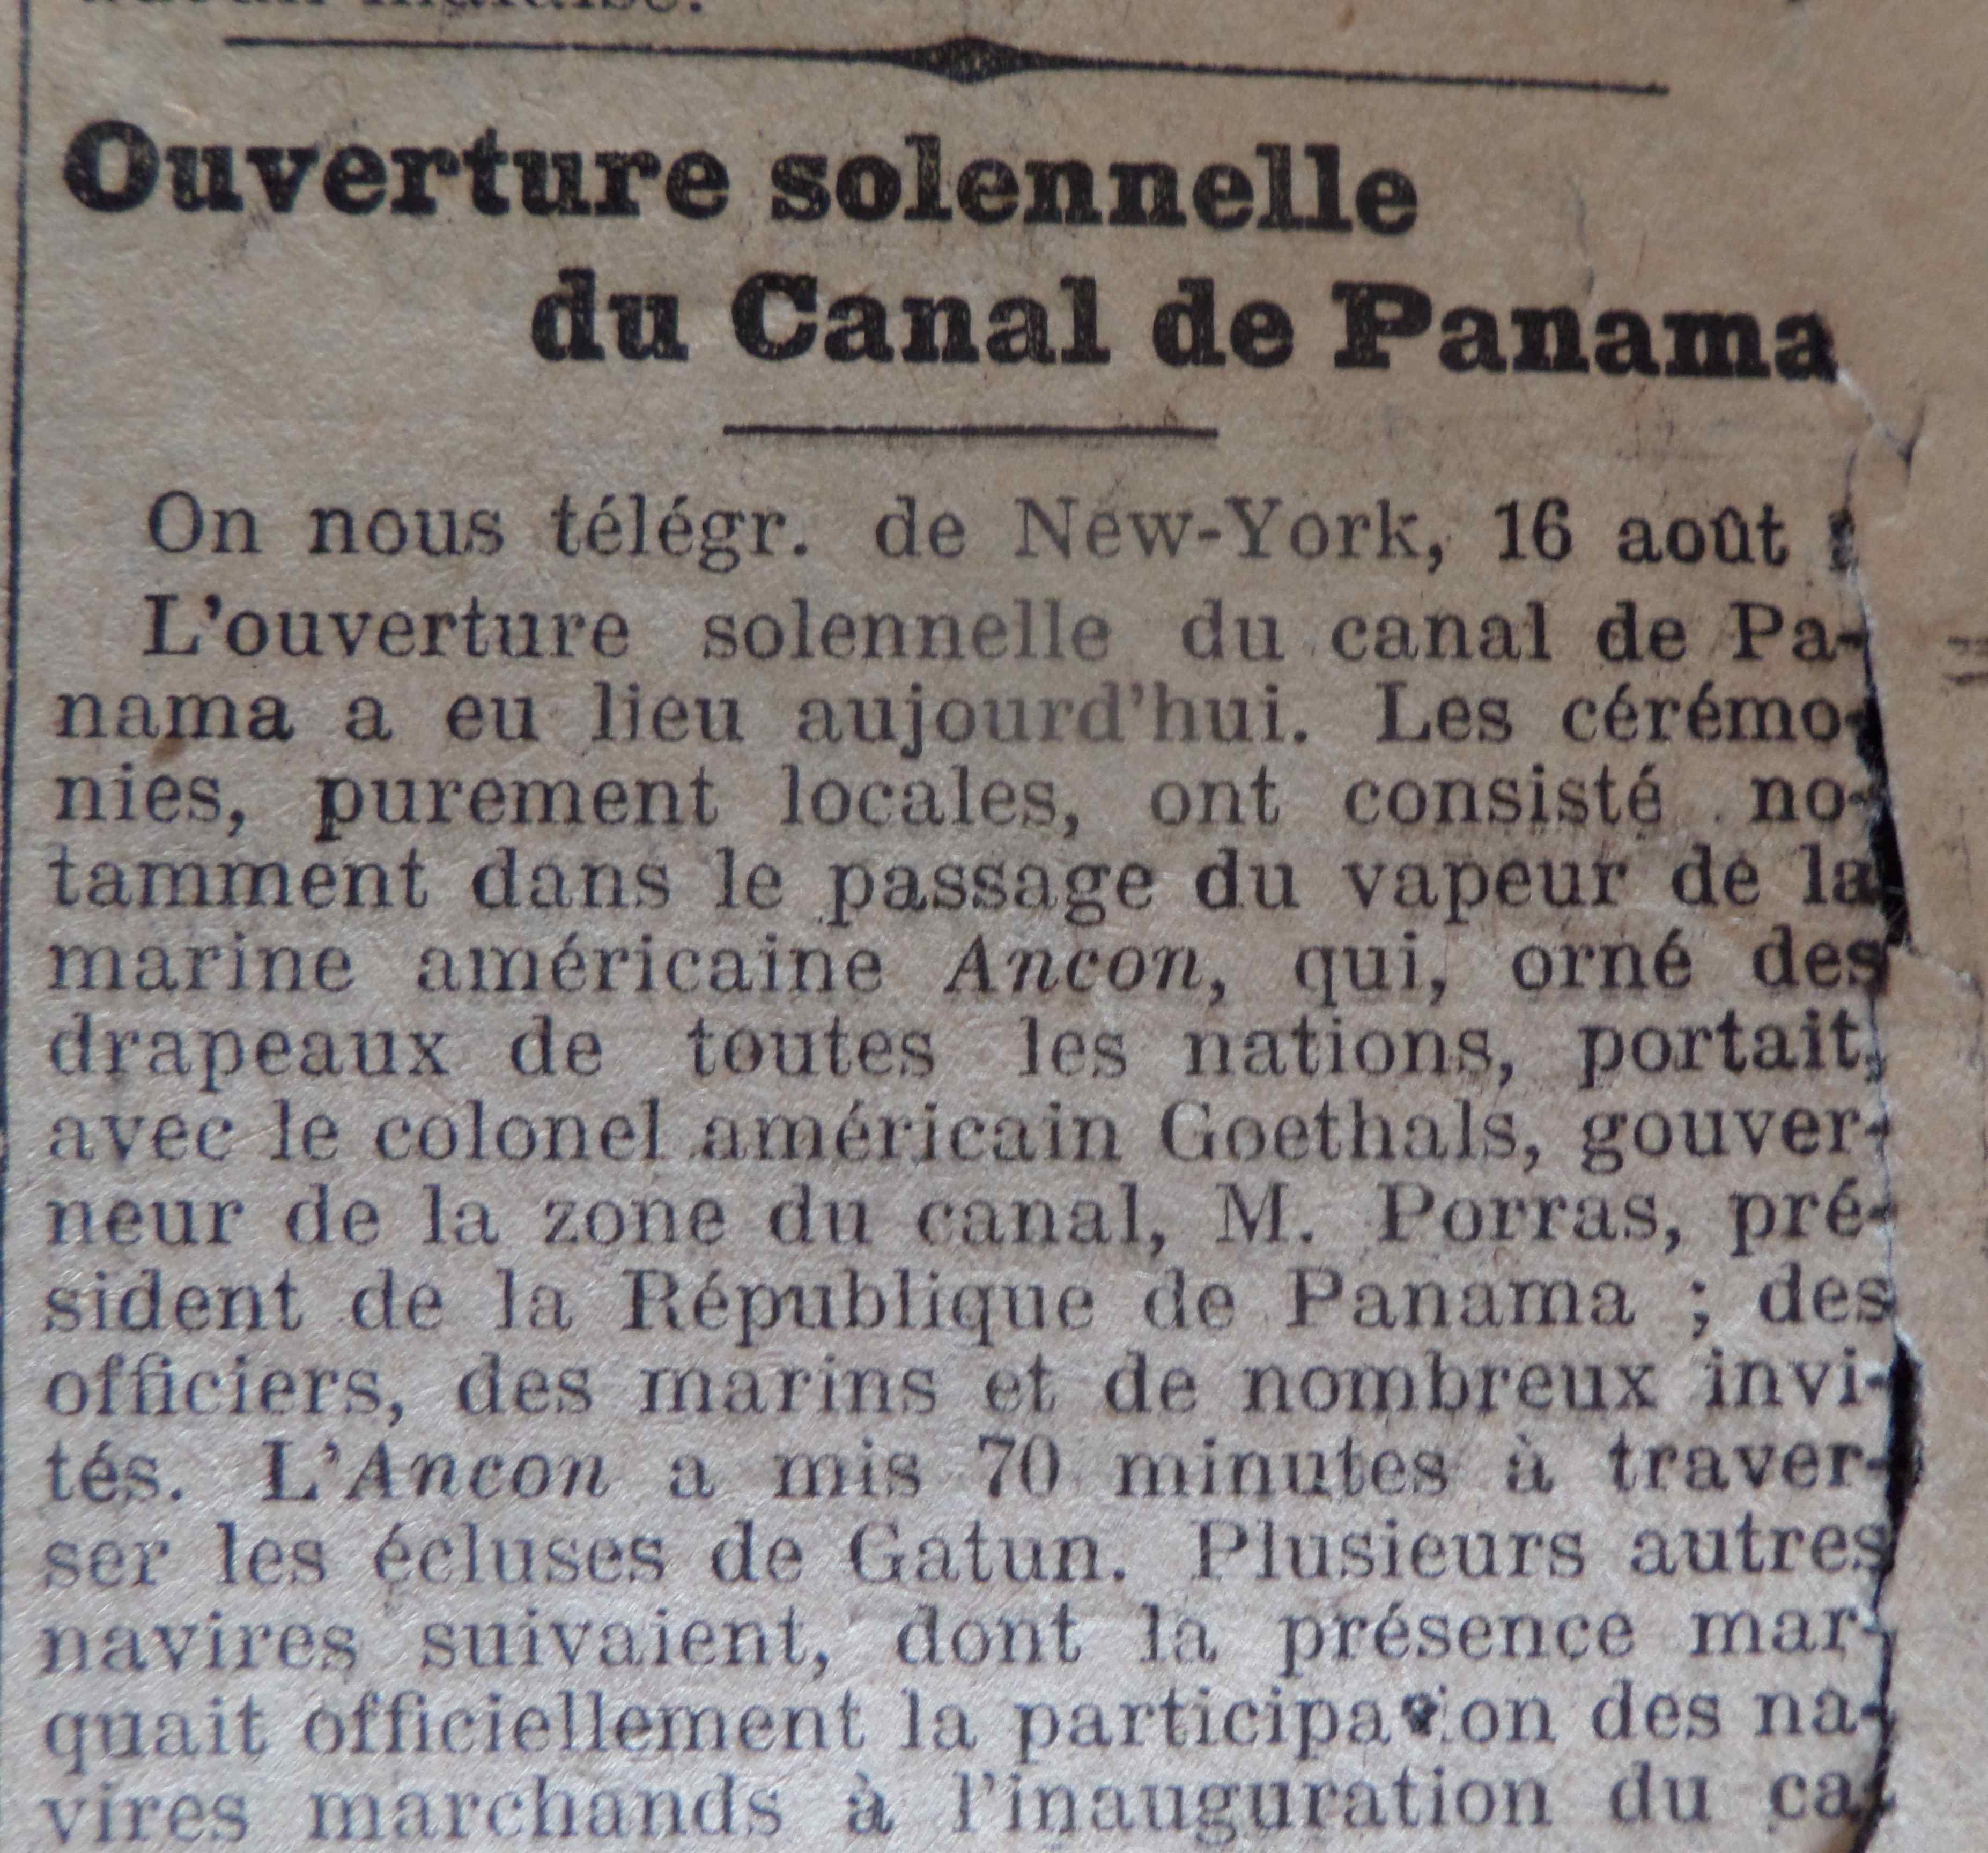 Ouverture solennelle
du Canal de Panama
On nous télégr. de New-York, 16 août :
L'ouverture solennelle du canal de Pa-
nama a eu lieu aujourd'hui. Les cérémo-
nies, purement locales, ont consisté no-
tamment dans le passage du vapeur de la
marine américaine Ancon, qui, orné des
drapeaux de toutes les nations, portait,
avec le colonel américain Goethals, gouver-
neur de la zone du canal, M. Porras, pré-
sident de la République de Panama ; des
officiers, des marins et de nombreux invi-
tés. L'Ancon a mis 70 minutes à traver-
ser les écluses de Gatun. Plusieurs autres
navires suivaient, dont la présence mar-
quait officiellement la participation des na-
vires marchands à l'inauguration du ca-